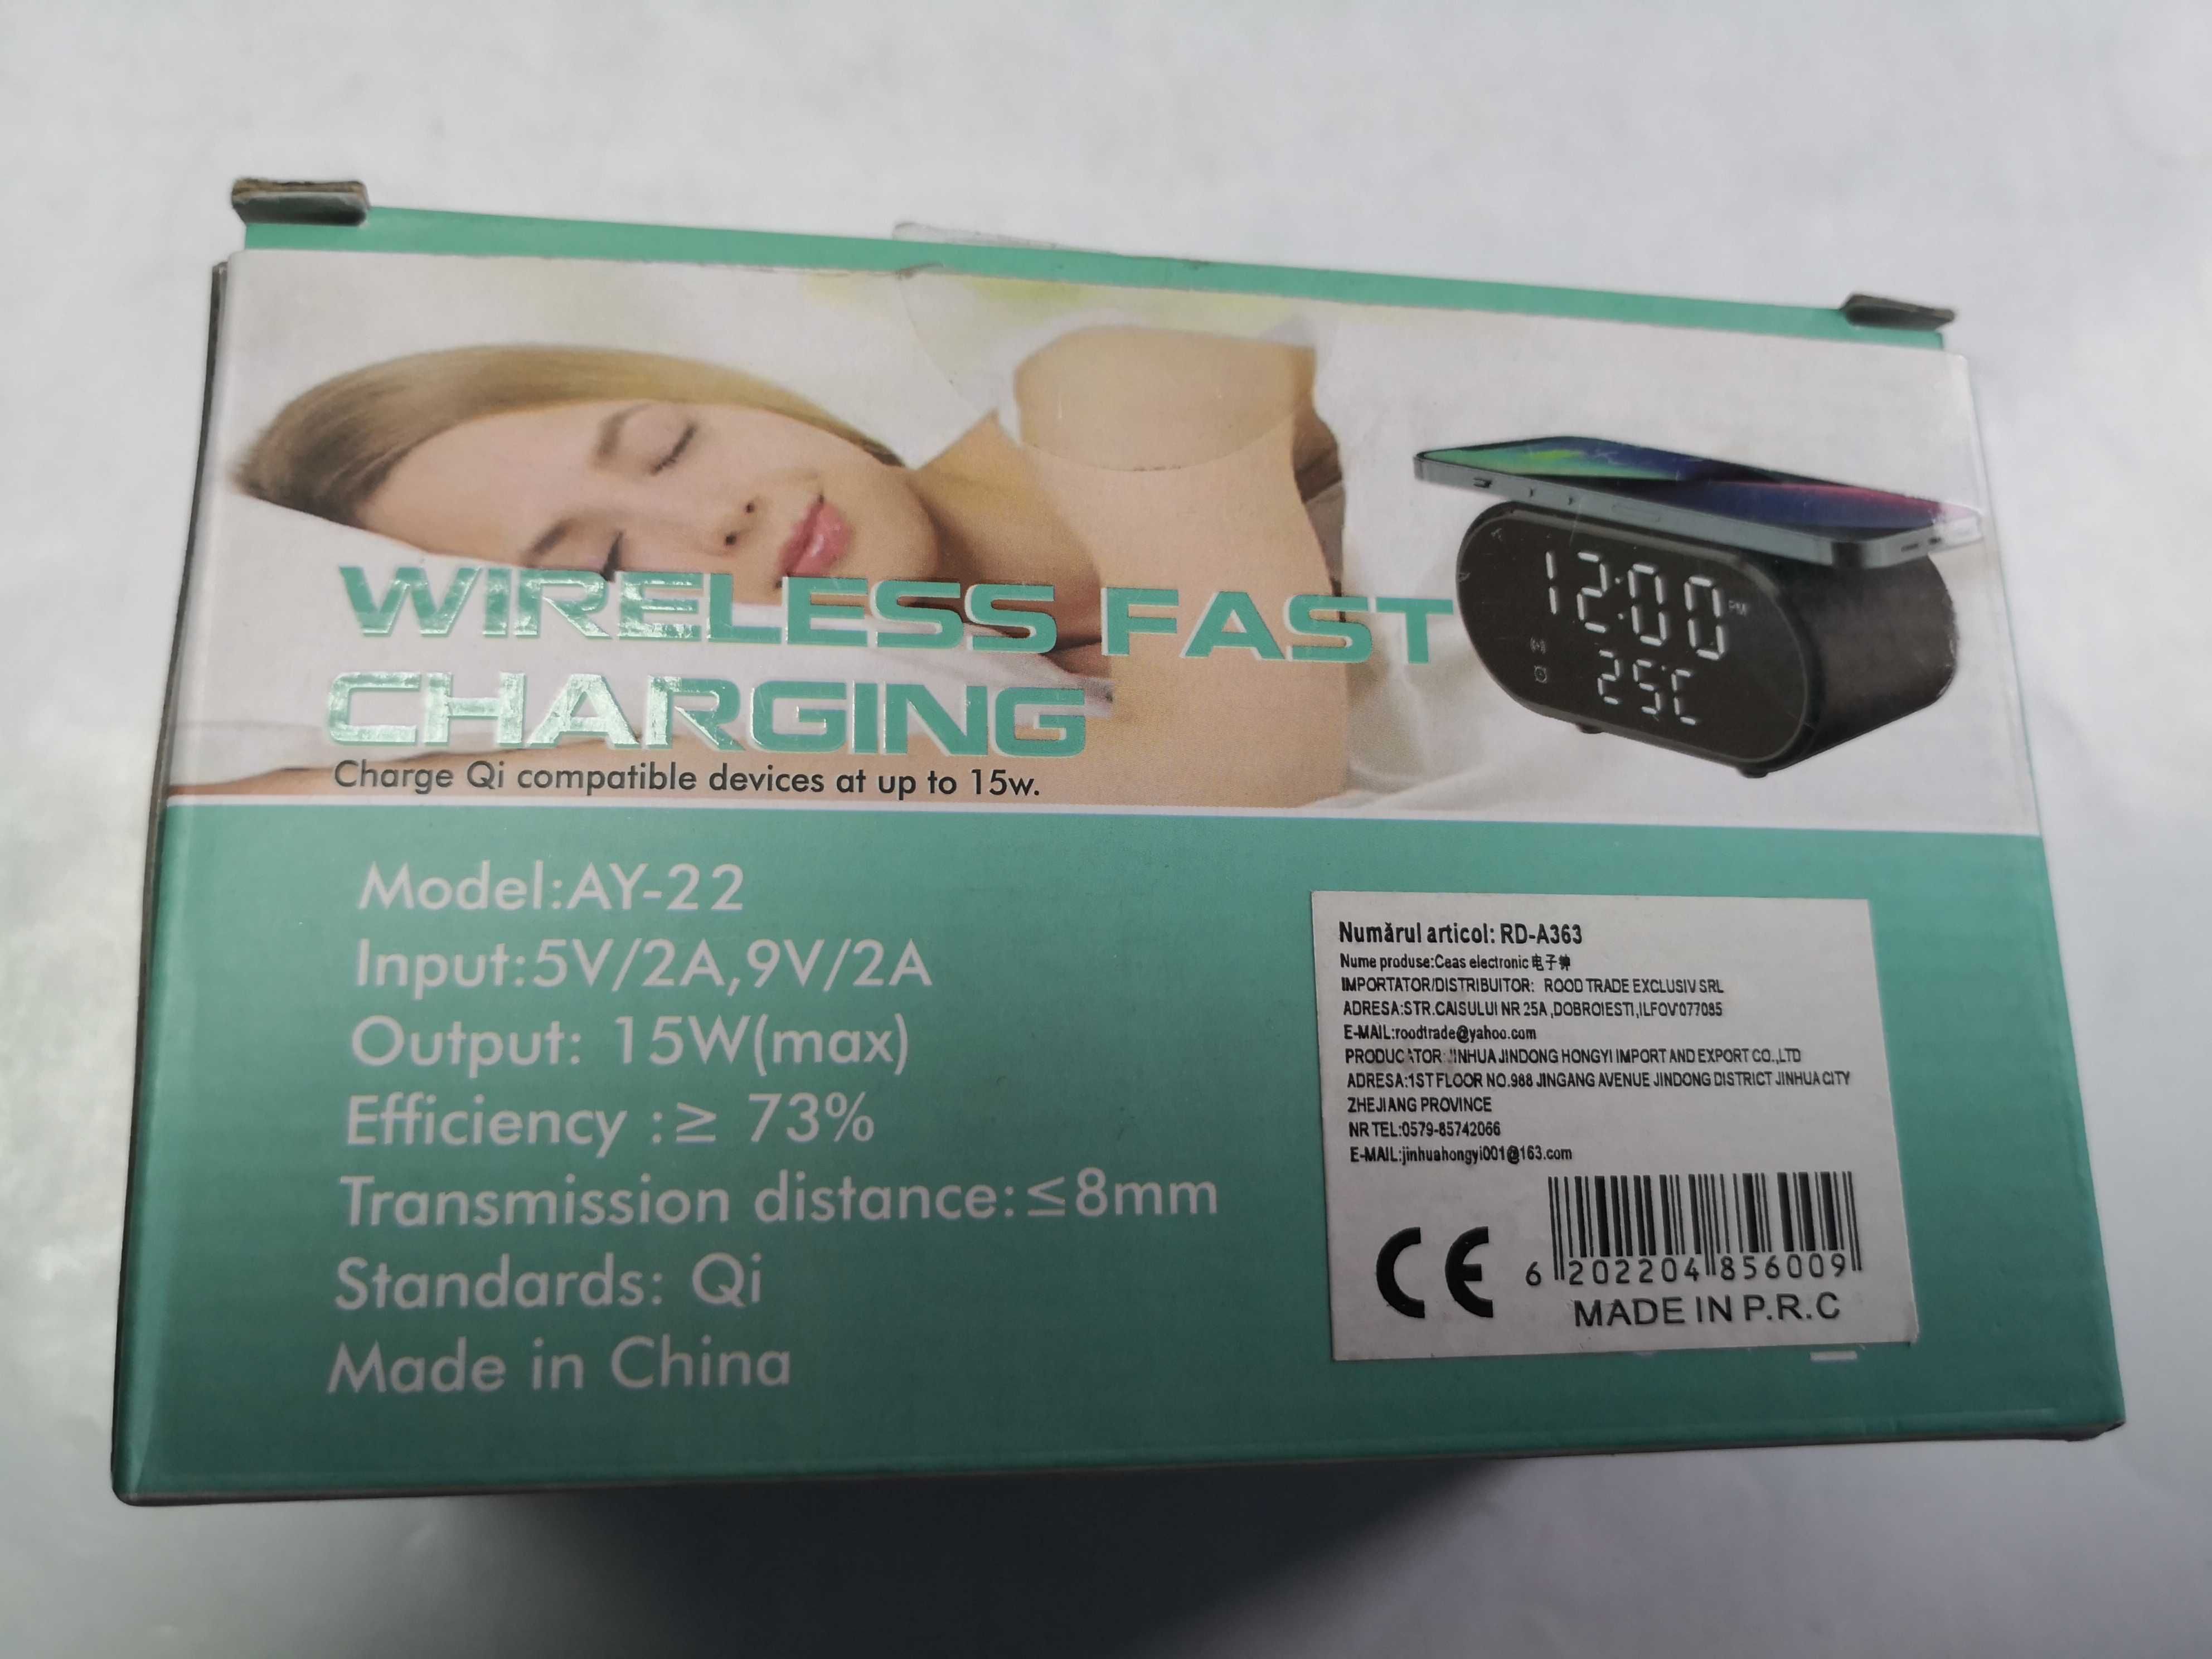 WIRELESS FAST
CHARGING
Charge Qi compatible devices at up to 15w.
12:00 PM
25°C
Model:AY-22
Input:5V/2A,9V/2A
Output: 15W(max)
Efficiency :≥ 73%
Transmission distance:≤8mm
Standards: Qi
Made in China
Numărul articol: RD-A363
Nume produse:Ceas electronic 电子钟
IMPORTATOR/DISTRIBUITOR: ROOD TRADE EXCLUSIV SRL
ADRESA:STR.CAISULUI NR 25A ,DOBROIESTI,ILFOV077085
E-MAIL:roodtrade@yahoo.com
PRODUCATOR: JINHUA JINDONG HONGYI IMPORT AND EXPORT CO.,LTD
ADRESA:1ST FLOOR NO.988 JINGANG AVENUE JINDONG DISTRICT JINHUA CITY
ZHEJIANG PROVINCE
NR TEL:0579-85742066
E-MAIL:jinhuahongyi001@163.com
CE
6 202204 856009
MADE IN P.R.C